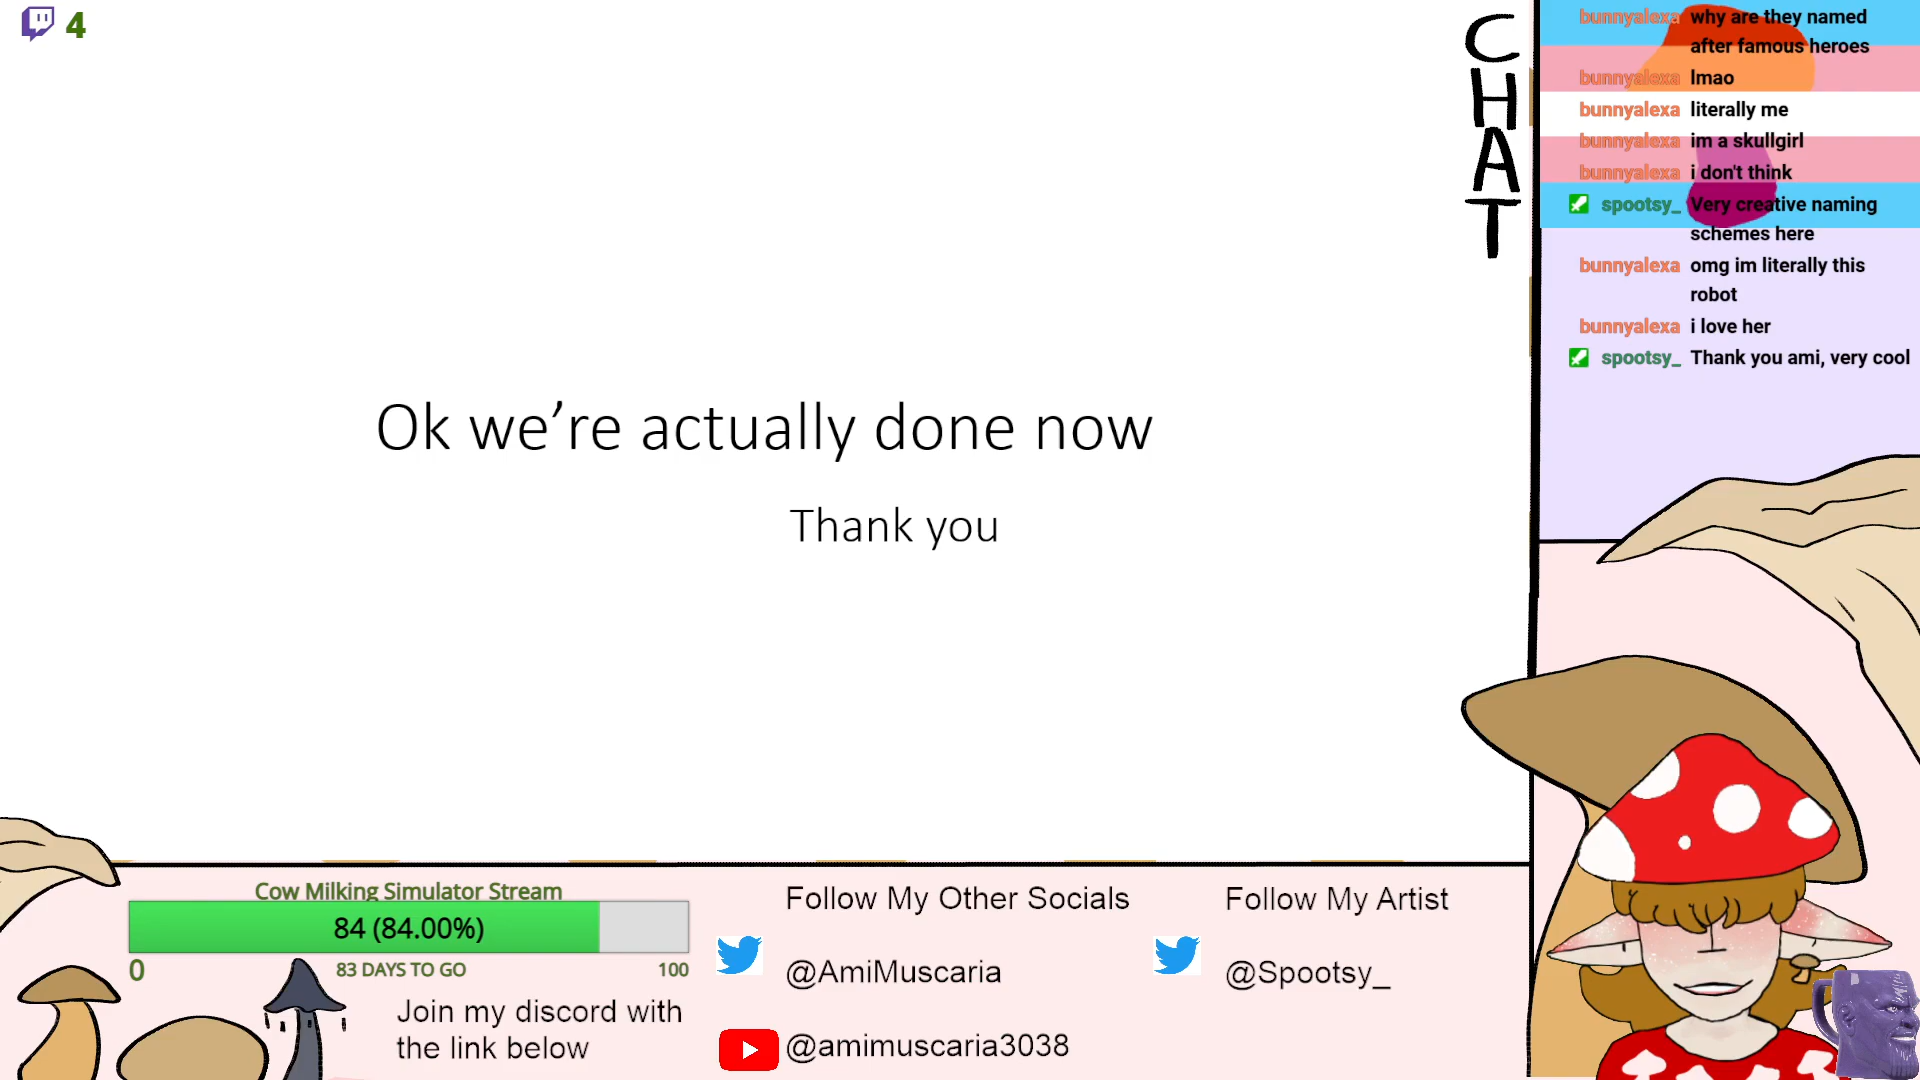 4
CHAT
bunnyalexa why are they named
after famous heroes
bunnyalexa lmao
bunnyalexa literally me
bunnyalexa im a skullgirl
bunnyalexa i don't think
spootsy_ Very creative naming
schemes here
bunnyalexa omg im literally this
robot
bunnyalexa i love her
spootsy_ Thank you ami, very cool
Ok we’re actually done now
Thank you
Cow Milking Simulator Stream
84 (84.00%)
0 83 DAYS TO GO 100
Join my discord with
the link below
Follow My Other Socials
@AmiMuscaria
@amimuscaria3038
Follow My Artist
@Spootsy_